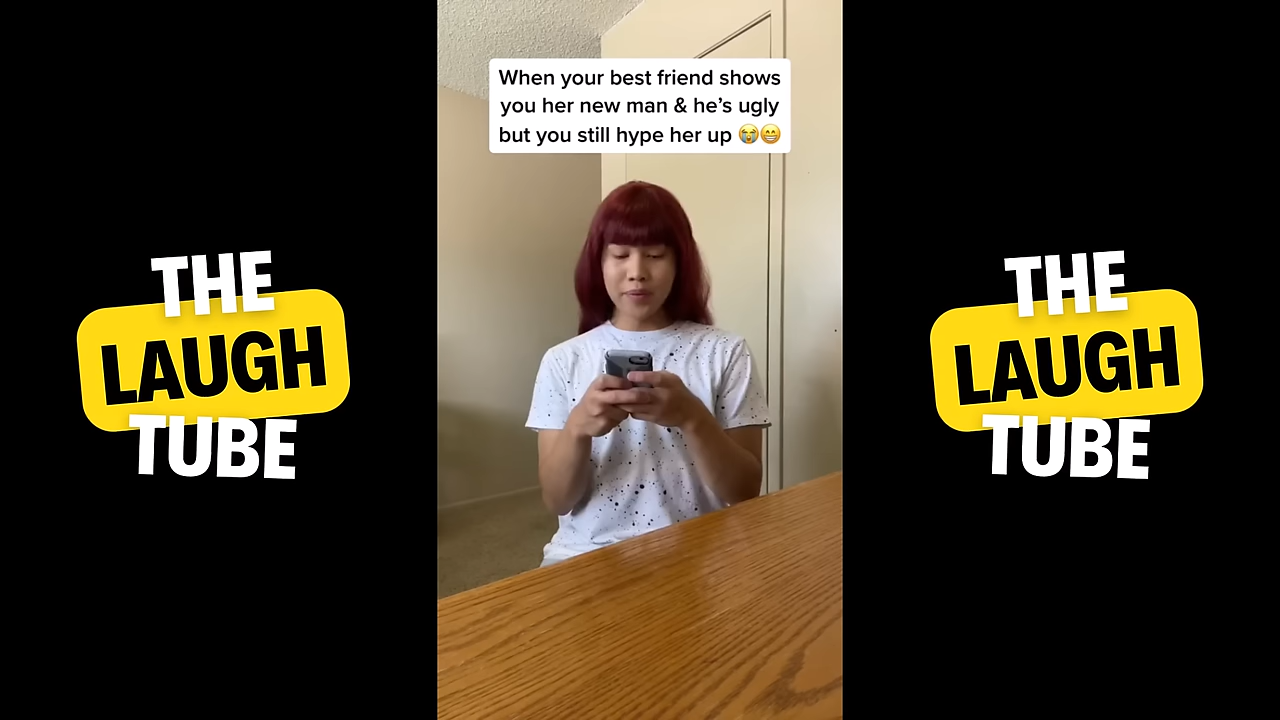 When your best friend shows
you her new man & he's ugly
but you still hype her up 😭😁
THE
LAUGH
TUBE
THE
LAUGH
TUBE